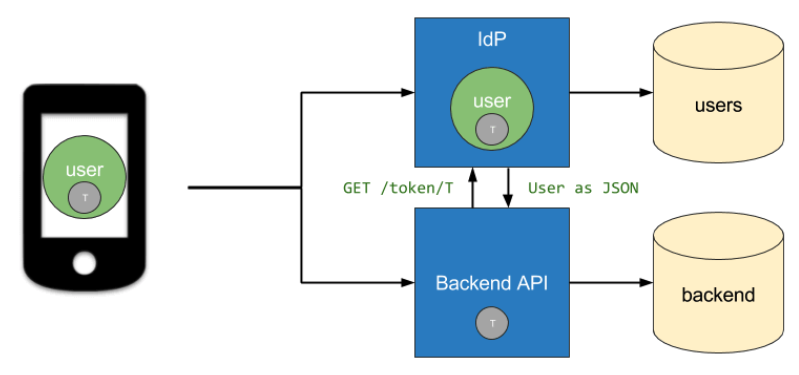 IdP
user
T
users
user
T
GET /token/T
User as JSON
Backend API
T
backend